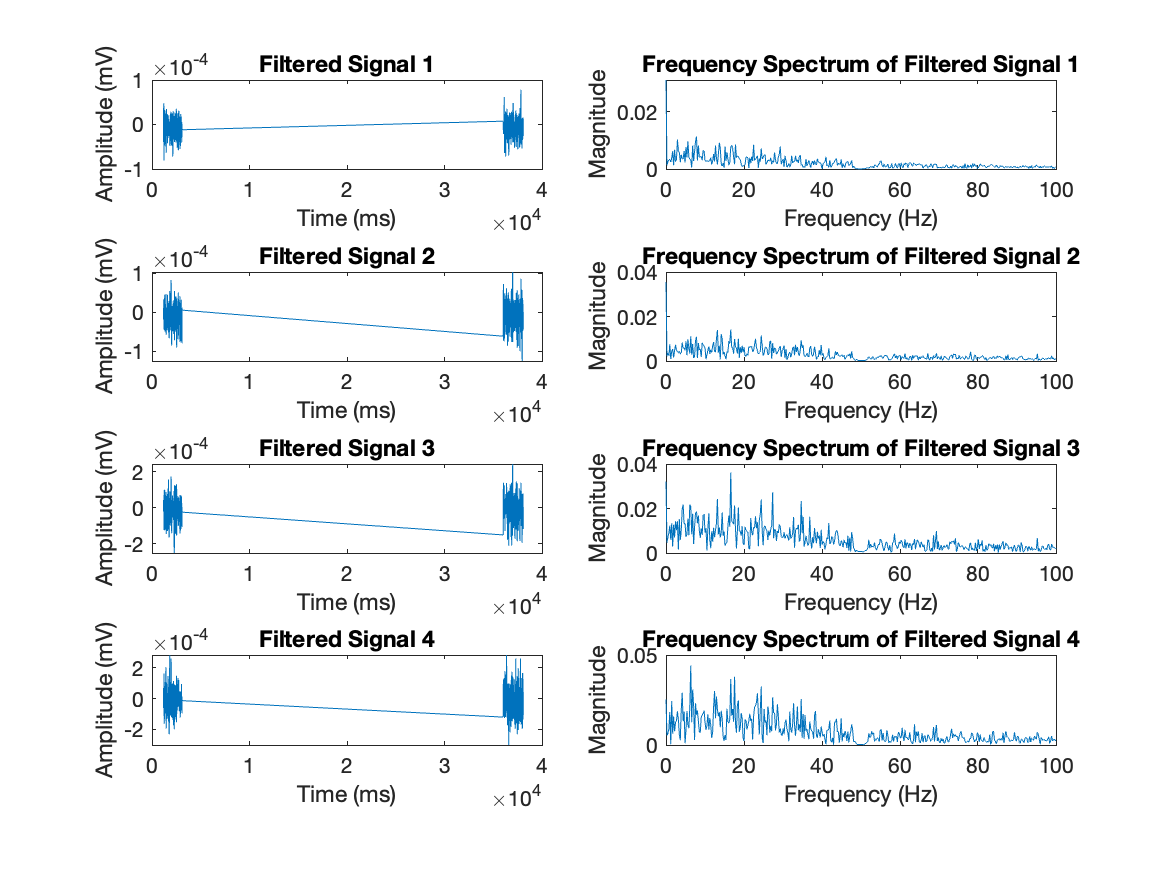 Filtered Signal 1
×10-4
Amplitude (mV)
1
0
-1
0 1 2 3 4
Time (ms)
×104
Frequency Spectrum of Filtered Signal 1
Magnitude
0.02
0
0 20 40 60 80 100
Frequency (Hz)
Filtered Signal 2
×10-4
Amplitude (mV)
1
0
-1
0 1 2 3 4
Time (ms)
×104
Frequency Spectrum of Filtered Signal 2
Magnitude
0.04
0.02
0
0 20 40 60 80 100
Frequency (Hz)
Filtered Signal 3
×10-4
Amplitude (mV)
2
0
-2
0 1 2 3 4
Time (ms)
×104
Frequency Spectrum of Filtered Signal 3
Magnitude
0.04
0.02
0
0 20 40 60 80 100
Frequency (Hz)
Filtered Signal 4
×10-4
Amplitude (mV)
2
0
-2
0 1 2 3 4
Time (ms)
×104
Frequency Spectrum of Filtered Signal 4
Magnitude
0.05
0
0 20 40 60 80 100
Frequency (Hz)